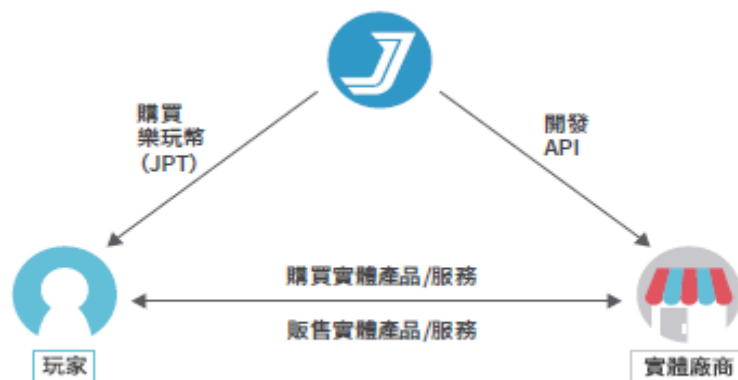 購買
樂玩幣
(JPT)
開發
API
購買實體產品/服務
販售實體產品/服務
玩家
實體廠商